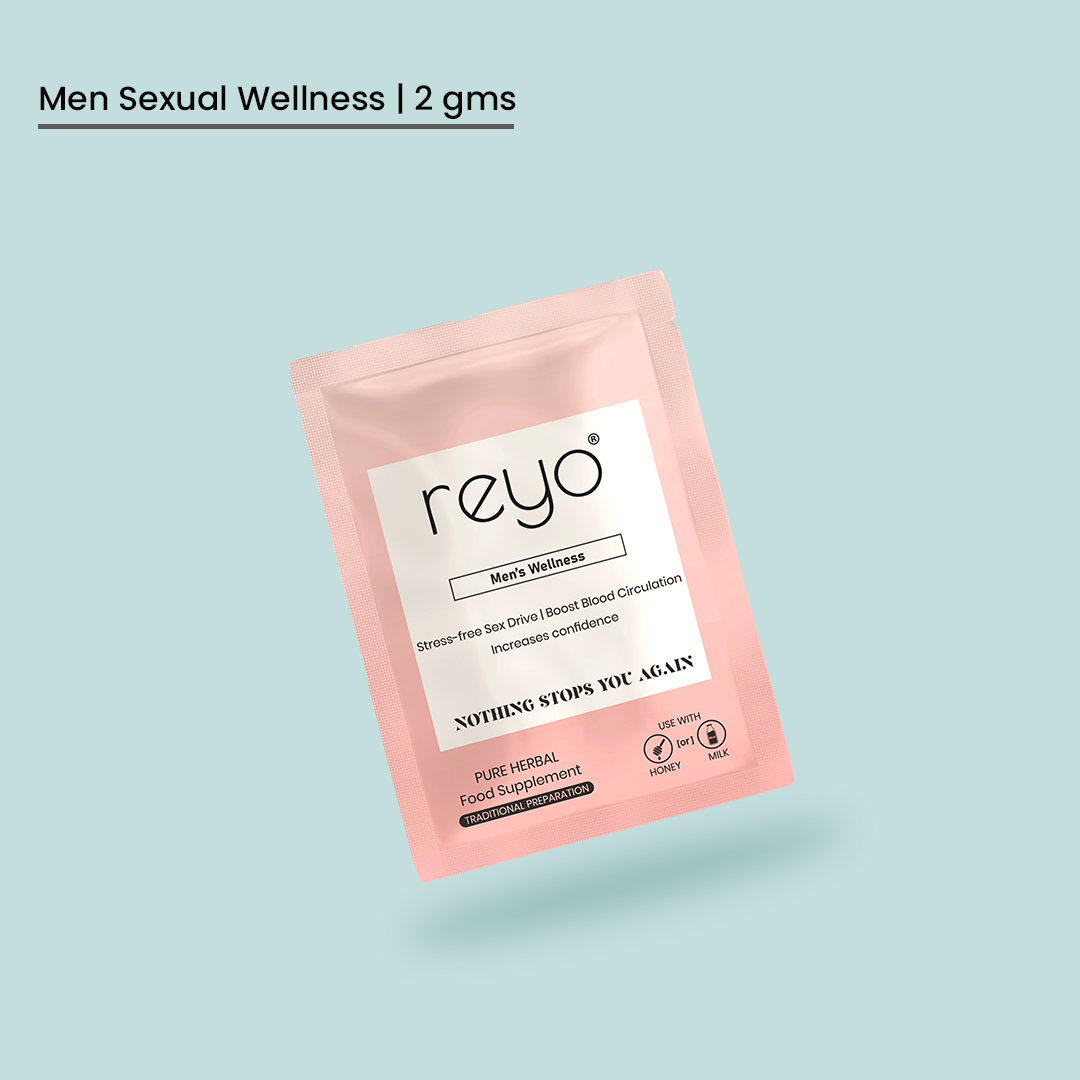 Men Sexual Wellness | 2 gms
reyo®
Men's Wellness
Stress-free Sex Drive | Boost Blood Circulation
Increases confidence
NOTHING STOPS YOU AGAIN
PURE HERBAL
Food Supplement
TRADITIONAL PREPARATION
USE WITH
[or]
HONEY
MILK